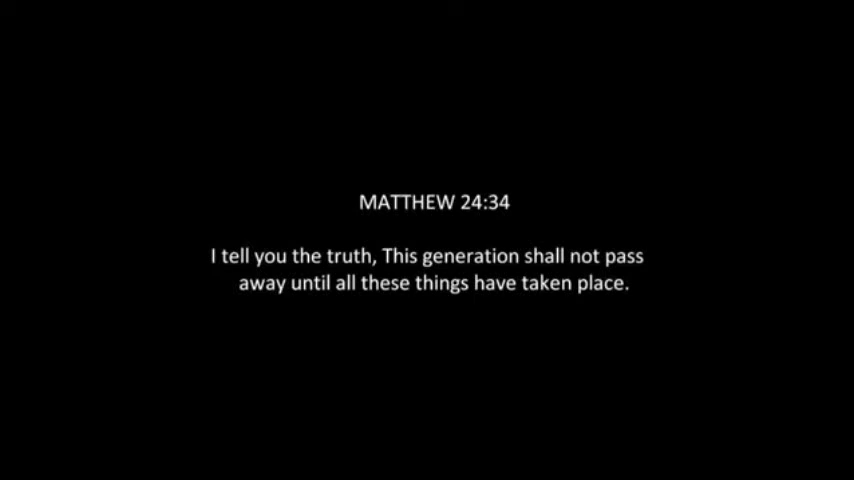 MATTHEW 24:34
I tell you the truth, This generation shall not pass
away until all these things have taken place.